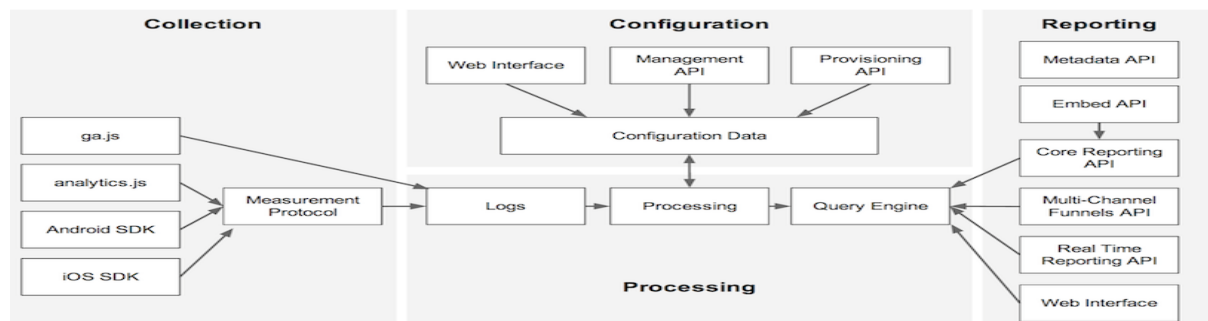 Collection
ga.js
analytics.js
Android SDK
iOS SDK
Measurement
Protocol
Configuration
Web Interface
Management
API
Provisioning
API
Configuration Data
Logs
Processing
Query Engine
Processing
Reporting
Metadata API
Embed API
Core Reporting
API
Multi-Channel
Funnels API
Real Time
Reporting API
Web Interface